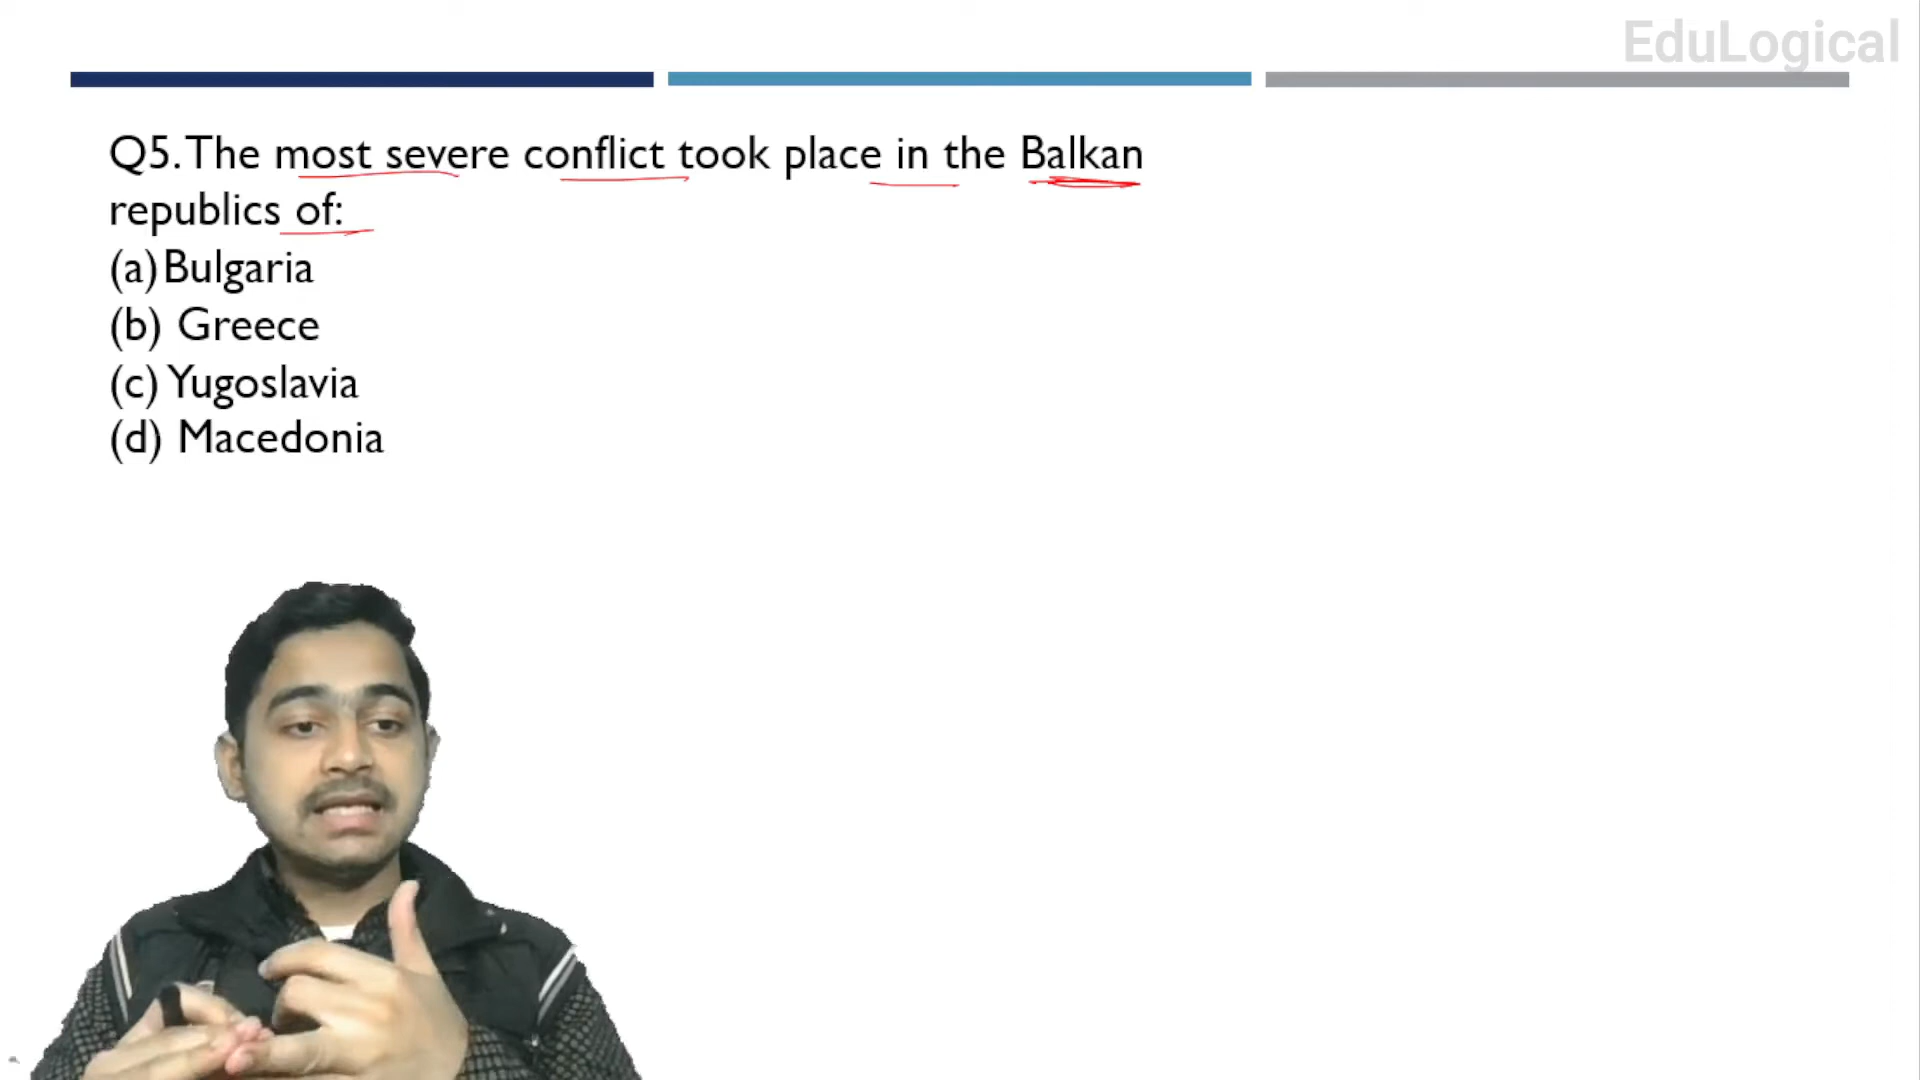 EduLogical
Q5. The most severe conflict took place in the Balkan
republics of:
(a) Bulgaria
(b) Greece
(c) Yugoslavia
(d) Macedonia